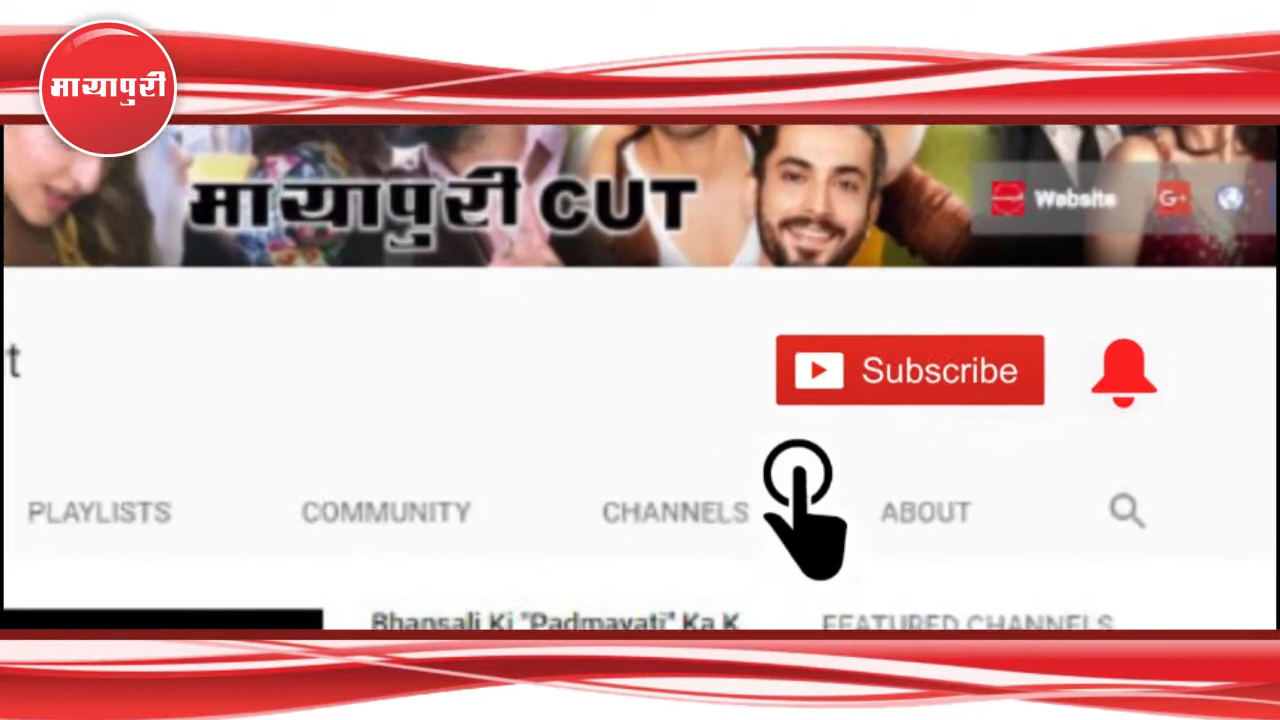 मायापुरी
मायापुरी CUT
Website
G+
t
Subscribe
PLAYLISTS
COMMUNITY
CHANNELS
ABOUT
Bhansali Ki "Padmavati" Ka K
FEATURED CHANNELS